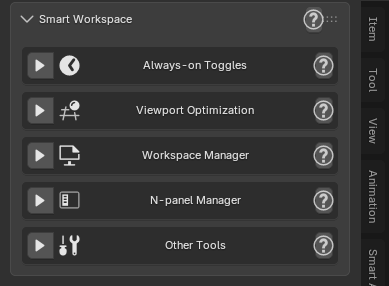 Smart Workspace
Always-on Toggles
Viewport Optimization
Workspace Manager
N-panel Manager
Other Tools
Item
Tool
View
Animation
Smart